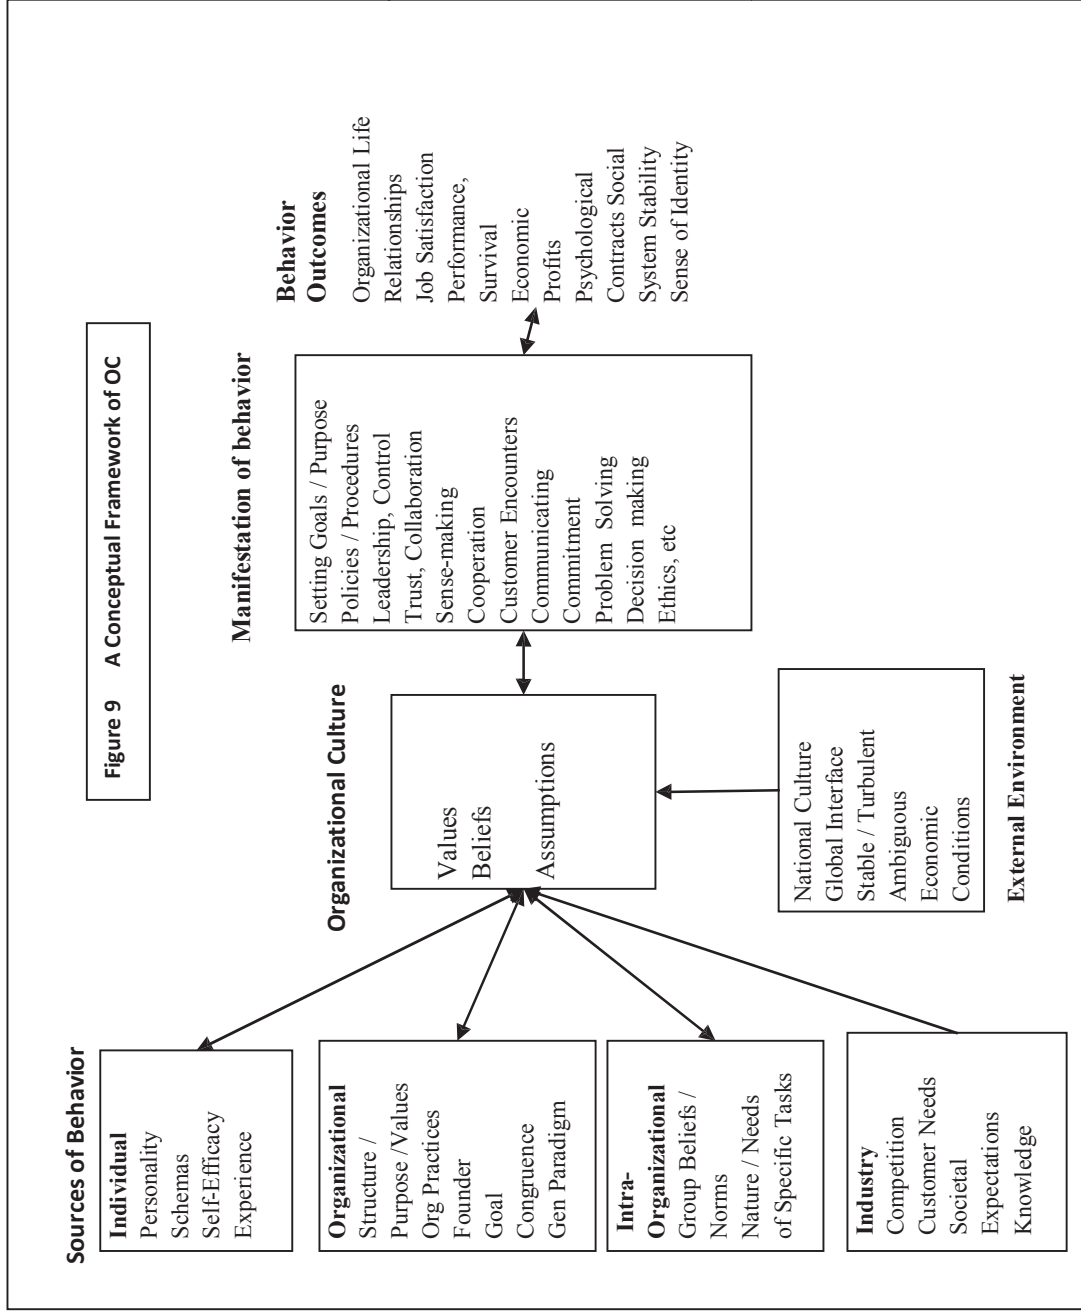 Figure 9 A Conceptual Framework of OC
Sources of Behavior
Individual
Personality
Schemas
Self-Efficacy
Experience
Organizational
Structure /
Purpose /Values
Org Practices
Founder
Goal
Congruence
Gen Paradigm
Intra-
Organizational
Group Beliefs /
Norms
Nature / Needs
of Specific Tasks
Industry
Competition
Customer Needs
Societal
Expectations
Knowledge
Organizational Culture
Values
Beliefs
Assumptions
National Culture
Global Interface
Stable / Turbulent
Ambiguous
Economic
Conditions
External Environment
Manifestation of behavior
Setting Goals / Purpose
Policies / Procedures
Leadership, Control
Trust, Collaboration
Sense-making
Cooperation
Customer Encounters
Communicating
Commitment
Problem Solving
Decision making
Ethics, etc
Behavior
Outcomes
Organizational Life
Relationships
Job Satisfaction
Performance,
Survival
Economic
Profits
Psychological
Contracts Social
System Stability
Sense of Identity